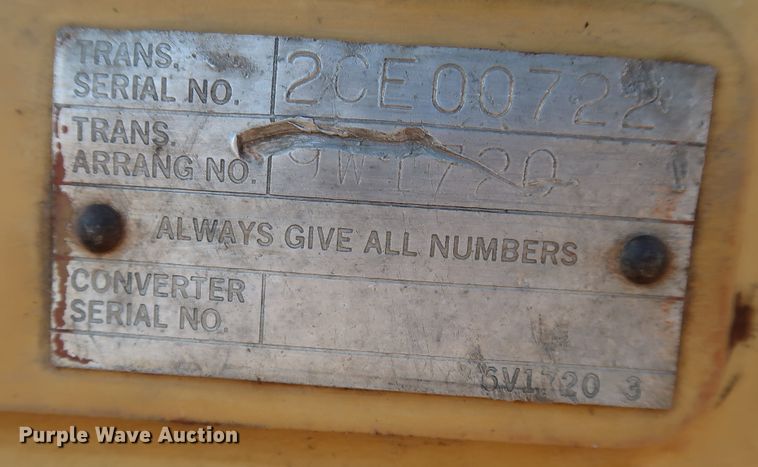 TRANS.
SERIAL NO. 2CE00722
TRANS.
ARRANG NO.
ALWAYS GIVE ALL NUMBERS
CONVERTER
SERIAL NO.
6V1720 3
Purple Wave Auction